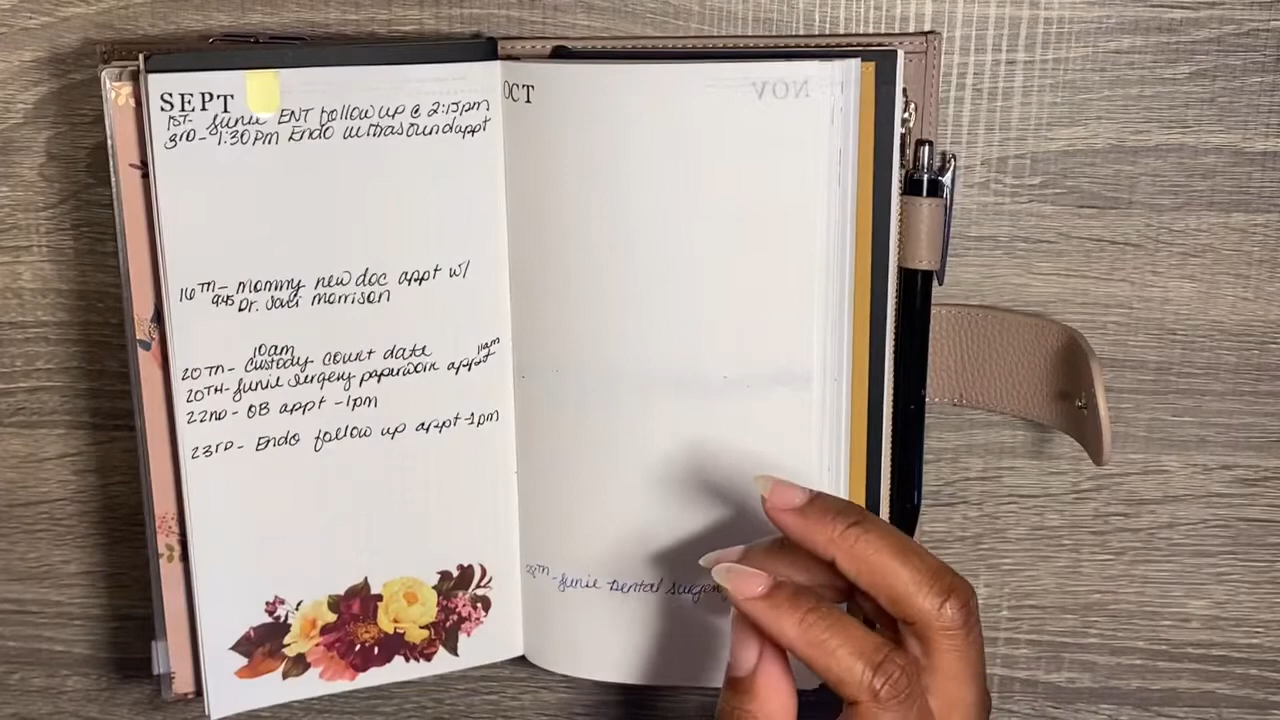 SEPT
1ST- Junie ENT follow up @ 2:15pm
3RD- 1:30pm Endo ultrasound appt
16TH- mommy new doc appt w/
9:45 Dr. morrison
10am
20TH- custody court date
11am
20TH- Junie surgery paperwork appt
22ND- OB appt -1pm
23RD- Endo follow up appt-1pm
OCT
NOV
28TH- Junie Dental surgery